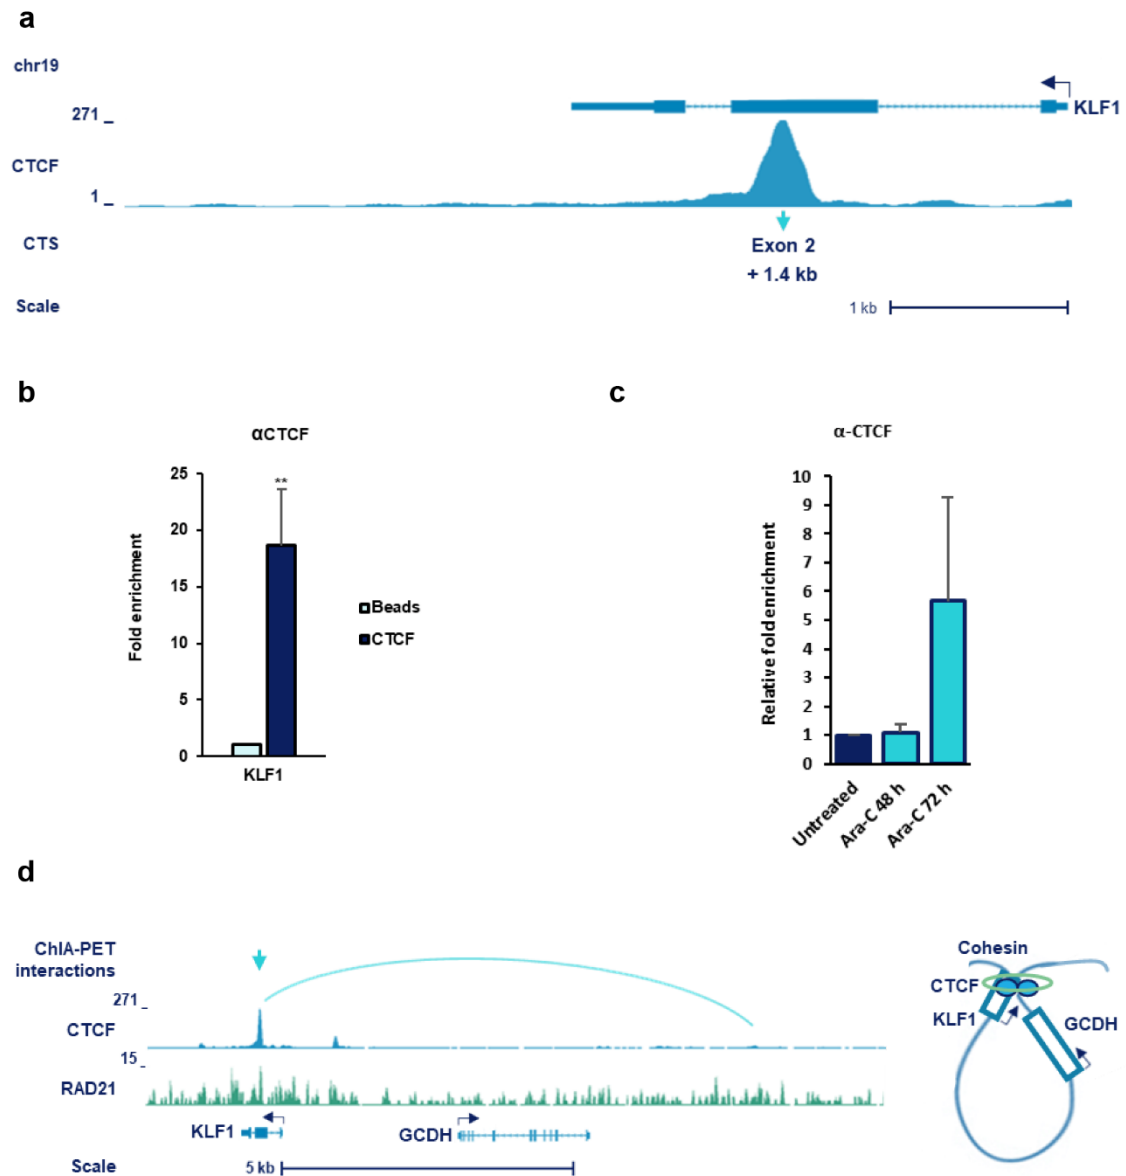 a
chr19
271
KLF1
CTCF
1
CTS
Exon 2
+ 1.4 kb
Scale
1 kb
b
αCTCF
25
20
15
10
5
0
Fold enrichment
**
KLF1
Beads
CTCF
c
α-CTCF
10
9
8
7
6
5
4
3
2
1
0
Relative fold enrichment
Untreated
Ara-C 48 h
Ara-C 72 h
d
ChIA-PET
interactions
271
CTCF
15
RAD21
KLF1
GCDH
Scale
5 kb
Cohesin
CTCF
KLF1
GCDH